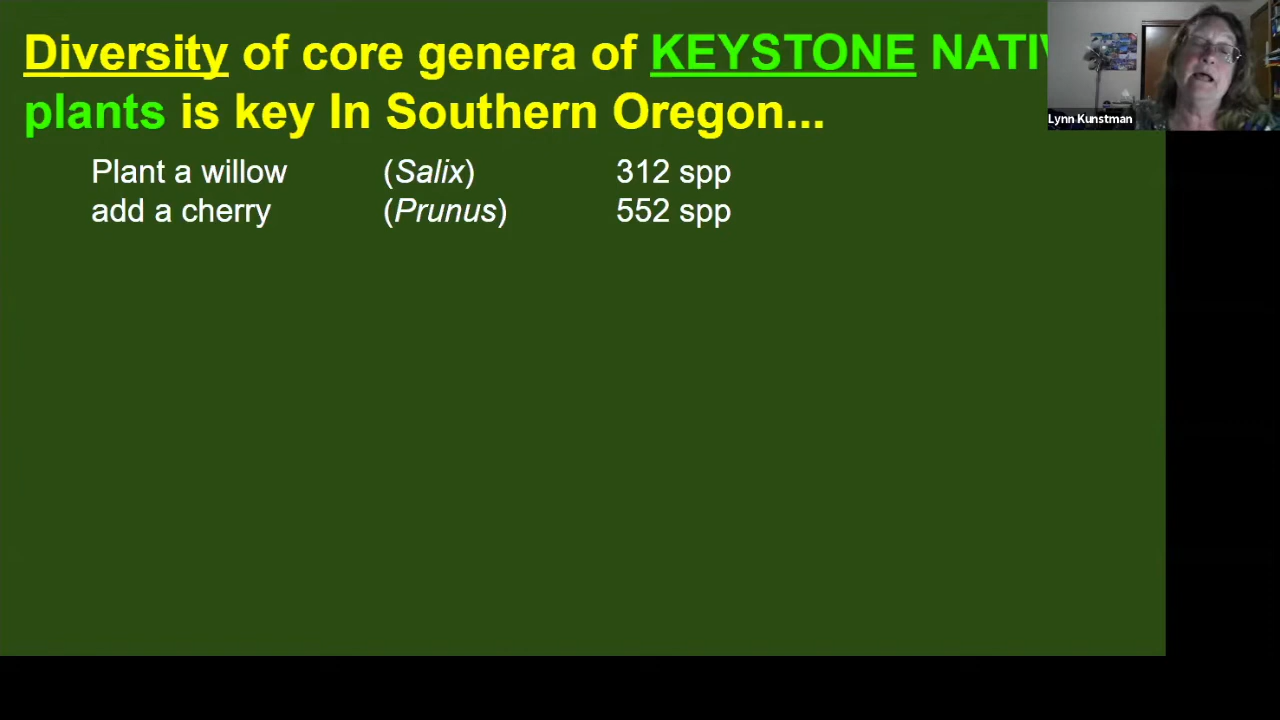 Diversity of core genera of KEYSTONE NATIV
plants is key In Southern Oregon...
Plant a willow (Salix) 312 spp
add a cherry (Prunus) 552 spp
Lynn Kunstman